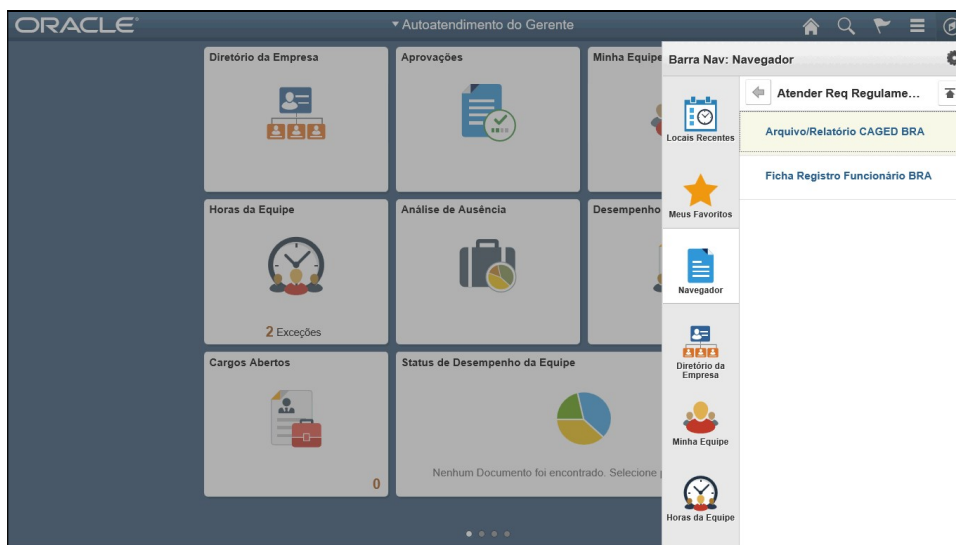 ORACLE
Autoatendimento do Gerente
Diretório da Empresa
Aprovações
Minha Equipe
Horas da Equipe
2 Exceções
Análise de Ausência
Desempenho
Cargos Abertos
0
Status de Desempenho da Equipe
Nenhum Documento foi encontrado. Selecione
Barra Nav: Navegador
Locais Recentes
Meus Favoritos
Navegador
Diretório da
Empresa
Minha Equipe
Horas da Equipe
Atender Req Regulame...
Arquivo/Relatório CAGED BRA
Ficha Registro Funcionário BRA